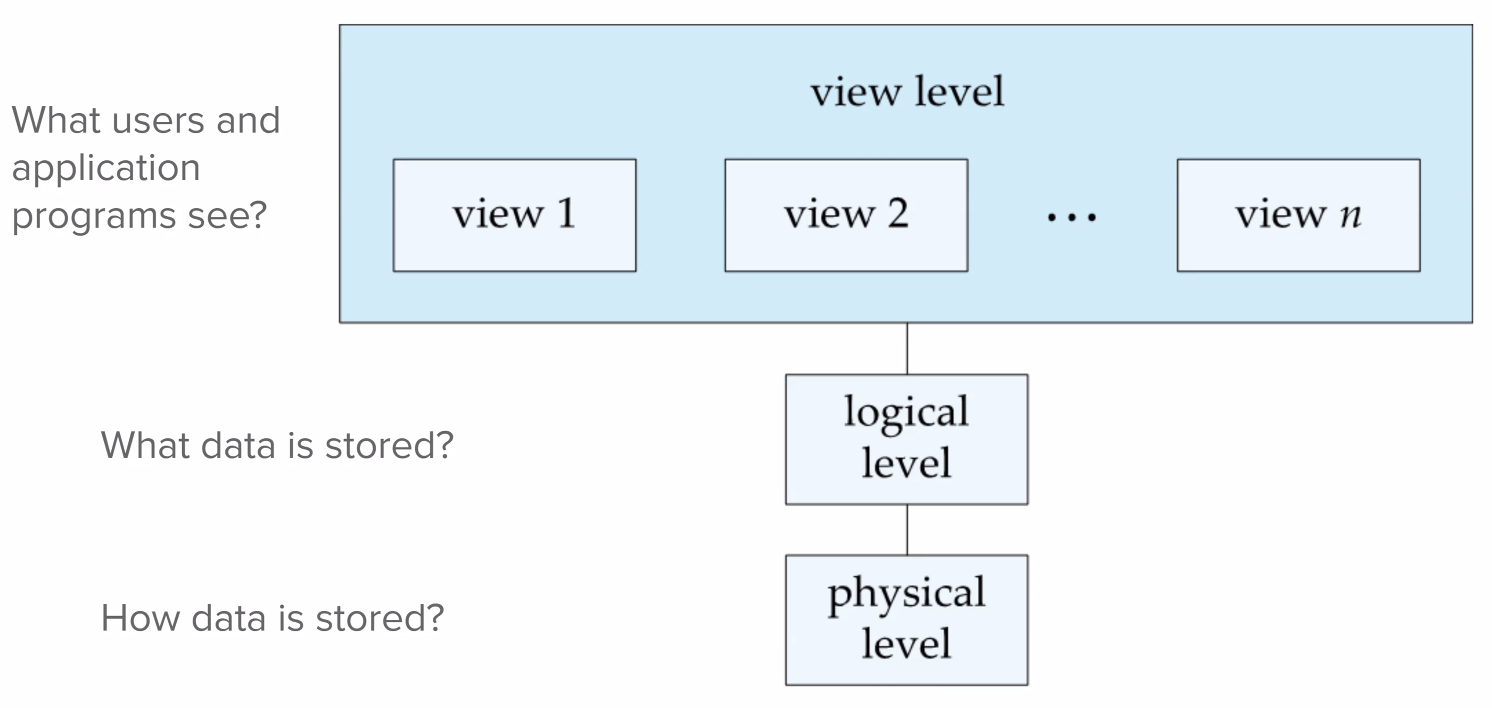 view level
What users and
application
programs see?
view 1
view 2
...
view n
logical
level
What data is stored?
physical
level
How data is stored?